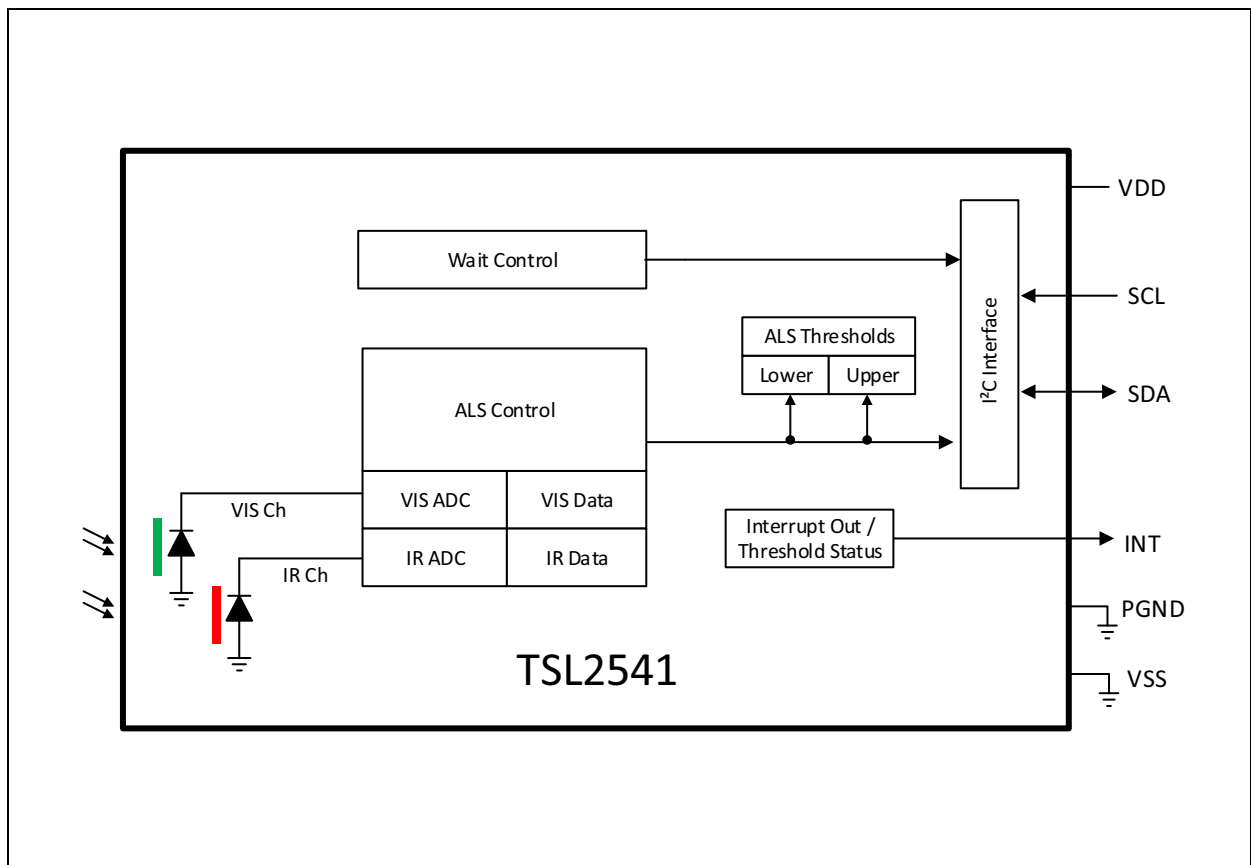 VDD
Wait Control
SCL
I²C Interface
ALS Thresholds
Lower
Upper
SDA
ALS Control
VIS Ch
VIS ADC
VIS Data
Interrupt Out /
Threshold Status
INT
IR Ch
IR ADC
IR Data
PGND
TSL2541
VSS